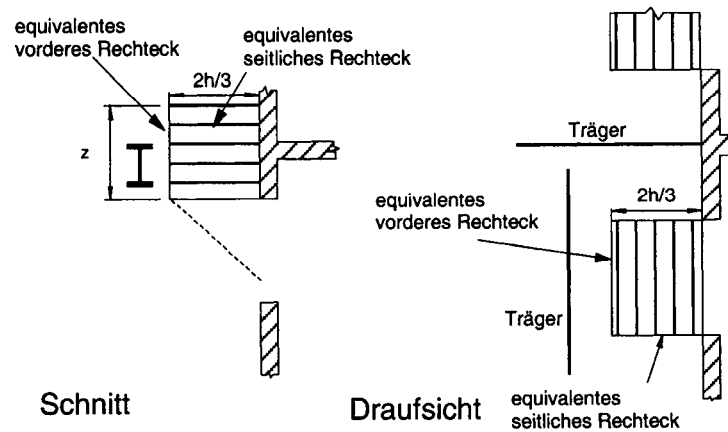 equivalentes
vorderes Rechteck
equivalentes
seitliches Rechteck
2h/3
z
Schnitt
Träger
2h/3
equivalentes
vorderes Rechteck
Träger
equivalentes
seitliches Rechteck
Draufsicht